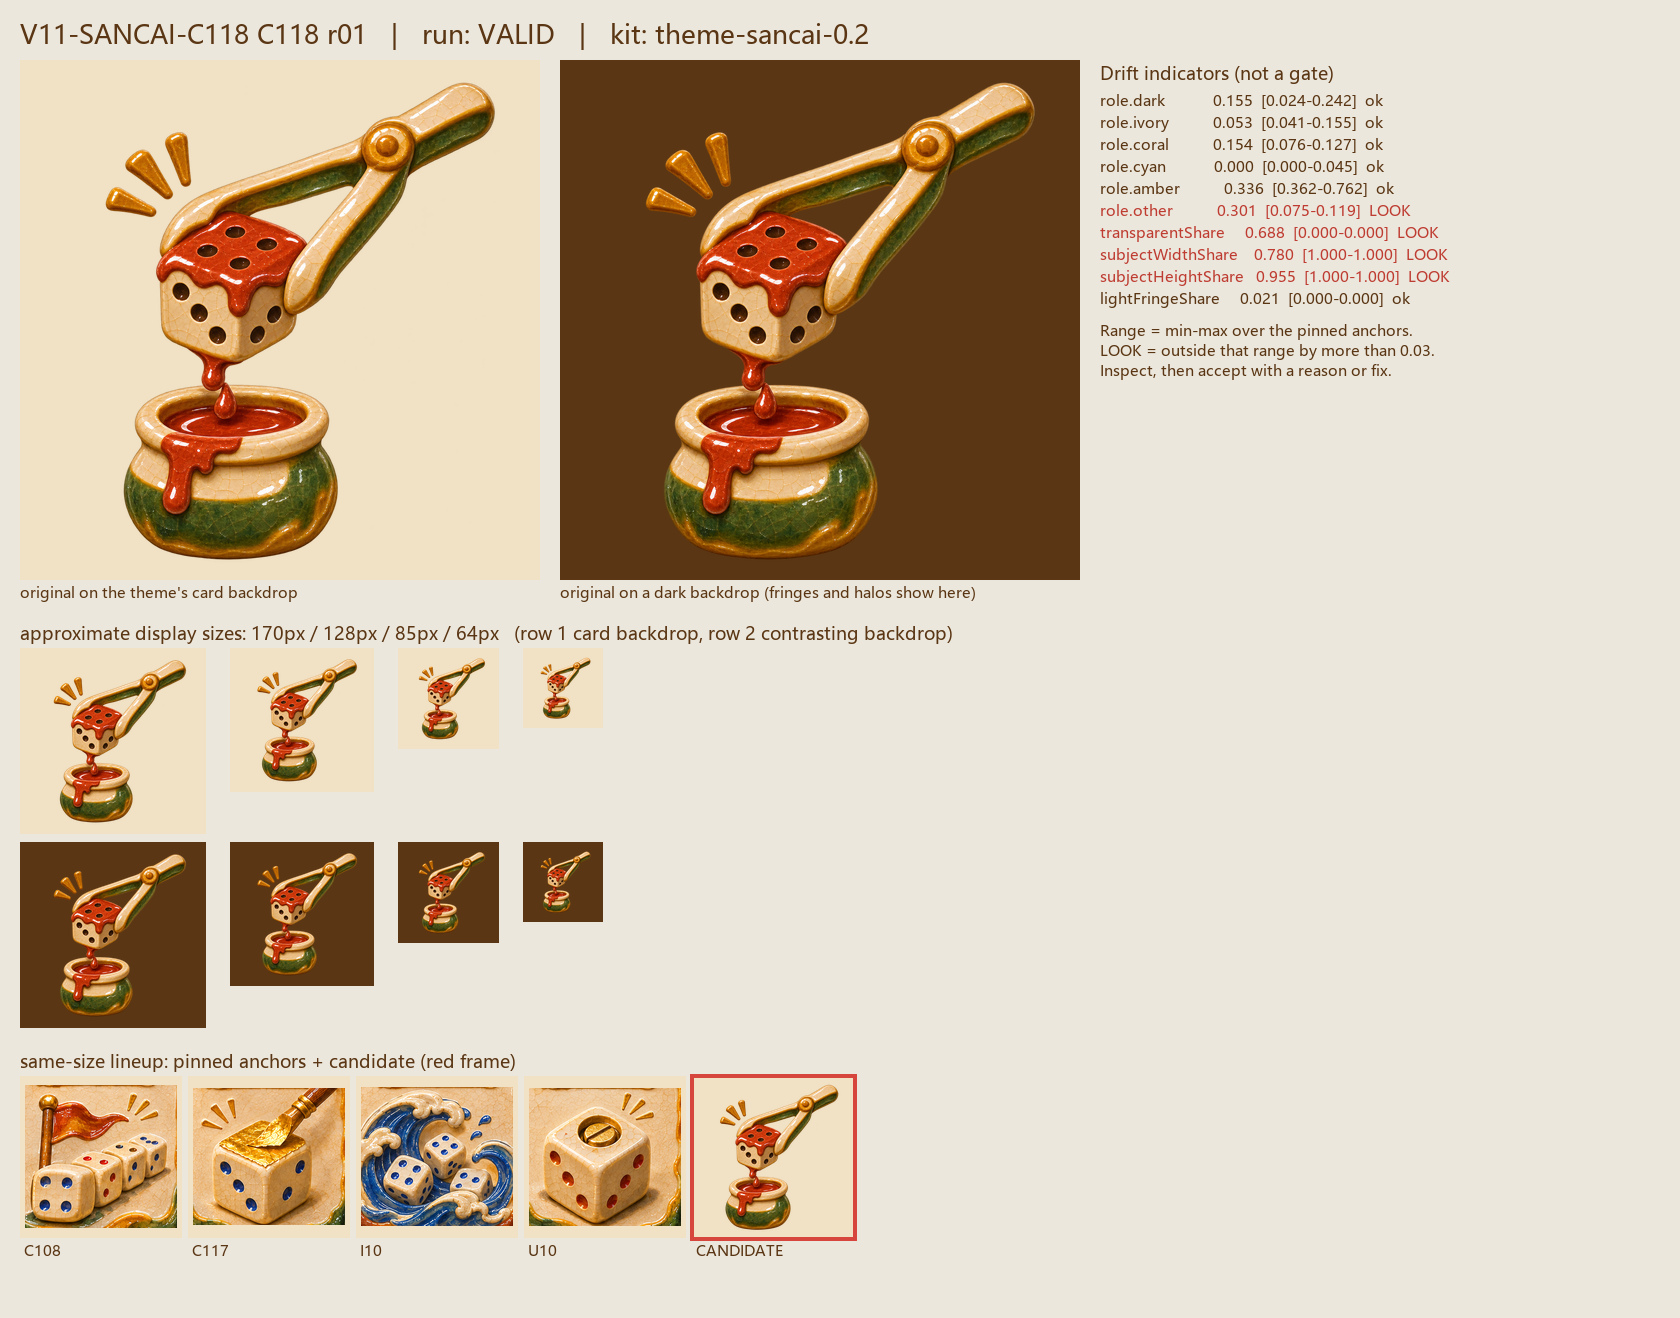 V11-SANCAI-C118 C118 r01 | run: VALID | kit: theme-sancai-0.2
Drift indicators (not a gate)
role.dark 0.155 [0.024-0.242] ok
role.ivory 0.053 [0.041-0.155] ok
role.coral 0.154 [0.076-0.127] ok
role.cyan 0.000 [0.000-0.045] ok
role.amber 0.336 [0.362-0.762] ok
role.other 0.301 [0.075-0.119] LOOK
transparentShare 0.688 [0.000-0.000] LOOK
subjectWidthShare 0.780 [1.000-1.000] LOOK
subjectHeightShare 0.955 [1.000-1.000] LOOK
lightFringeShare 0.021 [0.000-0.000] ok
Range = min-max over the pinned anchors.
LOOK = outside that range by more than 0.03.
Inspect, then accept with a reason or fix.
original on the theme's card backdrop
original on a dark backdrop (fringes and halos show here)
approximate display sizes: 170px / 128px / 85px / 64px (row 1 card backdrop, row 2 contrasting backdrop)
same-size lineup: pinned anchors + candidate (red frame)
C108
C117
I10
U10
CANDIDATE